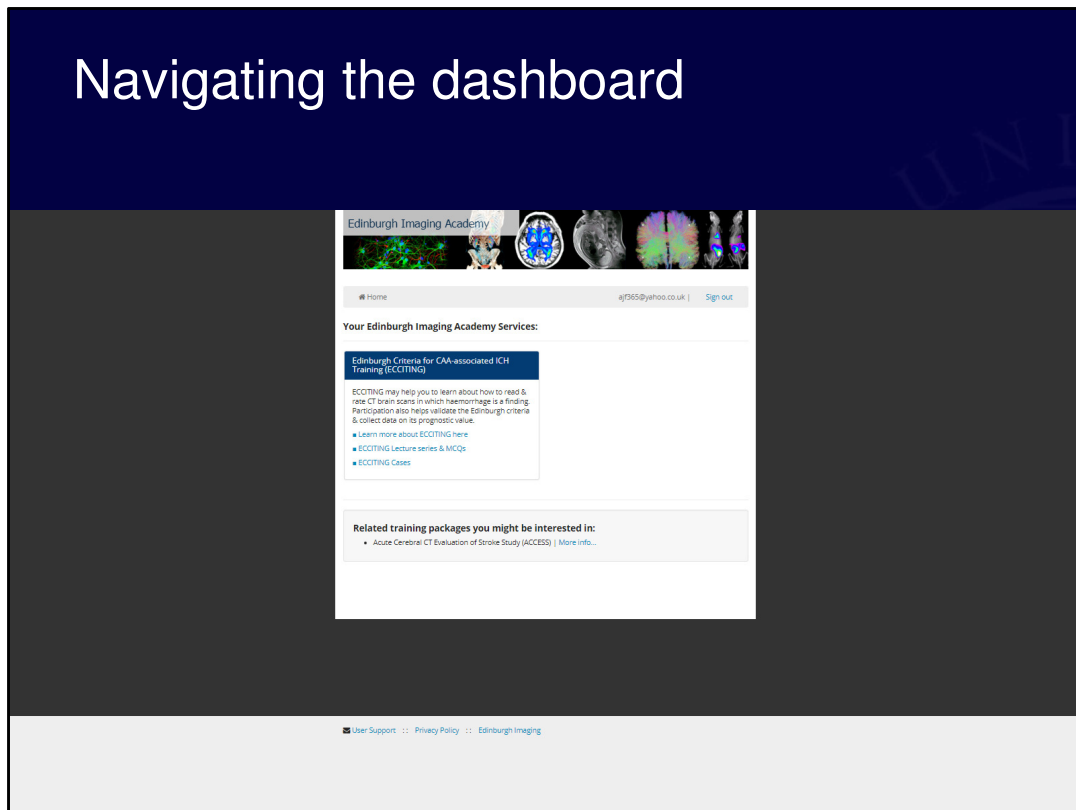 Navigating the dashboard
UNI
Edinburgh Imaging Academy
Home
ajf365@yahoo.co.uk | Sign out
Your Edinburgh Imaging Academy Services:
Edinburgh Criteria for CAA-associated ICH
Training (ECCITING)
ECCITING may help you to learn about how to read &
rate CT brain scans in which haemorrhage is a finding.
Participation also helps validate the Edinburgh criteria
& collect data on its prognostic value.
Learn more about ECCITING here
ECCITING Lecture series & MCQs
ECCITING Cases
Related training packages you might be interested in:
• Acute Cerebral CT Evaluation of Stroke Study (ACCESS) | More info...
User Support :: Privacy Policy :: Edinburgh Imaging